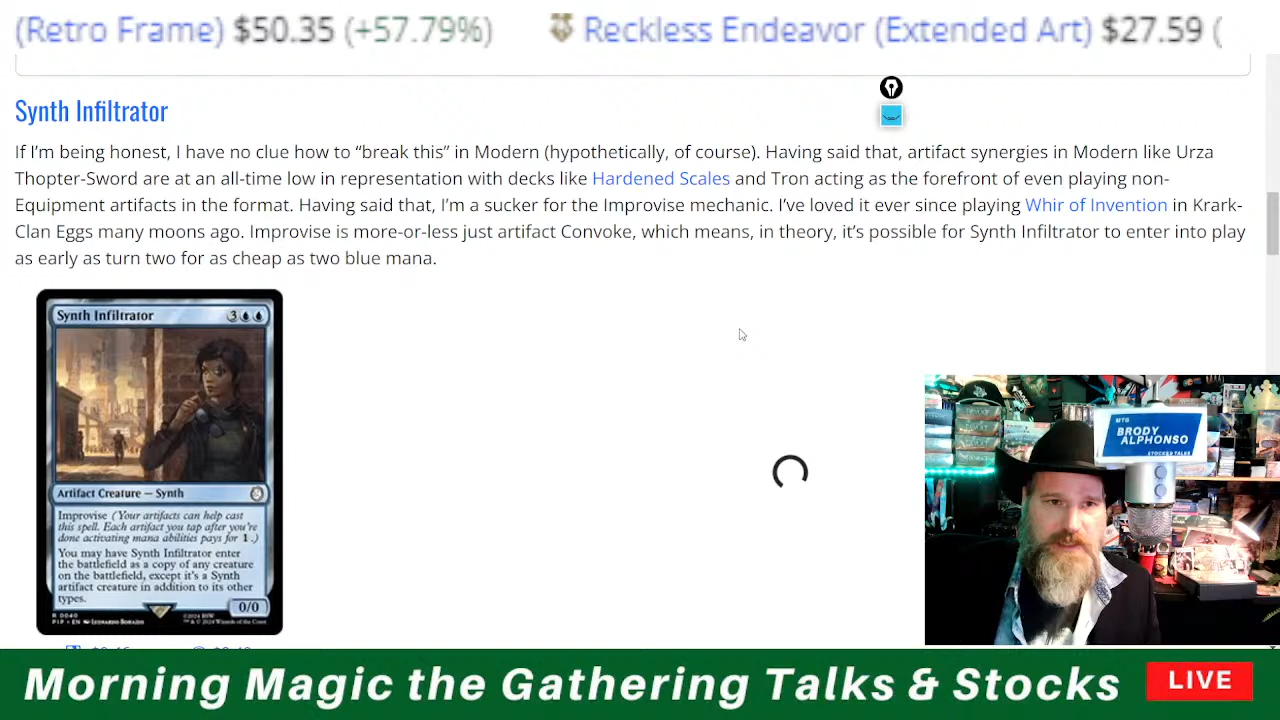 (Retro Frame) $50.35 (+57.79%) Reckless Endeavor (Extended Art) $27.59 (
Synth Infiltrator
If I'm being honest, I have no clue how to “break this” in Modern (hypothetically, of course). Having said that, artifact synergies in Modern like Urza
Thopter-Sword are at an all-time low in representation with decks like Hardened Scales and Tron acting as the forefront of even playing non-
Equipment artifacts in the format. Having said that, I'm a sucker for the Improvise mechanic. I've loved it ever since playing Whir of Invention in Krark-
Clan Eggs many moons ago. Improvise is more-or-less just artifact Convoke, which means, in theory, it's possible for Synth Infiltrator to enter into play
as early as turn two for as cheap as two blue mana.
Synth Infiltrator 3
Artifact Creature — Synth
Improvise (Your artifacts can help cast
this spell. Each artifact you tap after you're
done activating mana abilities pays for 1.)
You may have Synth Infiltrator enter
the battlefield as a copy of any creature
on the battlefield, except it's a Synth
artifact creature in addition to its other
types.
0/0
R 0040
PIP • EN
MTG
BRODY
ALPHONSO
STOCKED TALKS
Morning Magic the Gathering Talks & Stocks
LIVE